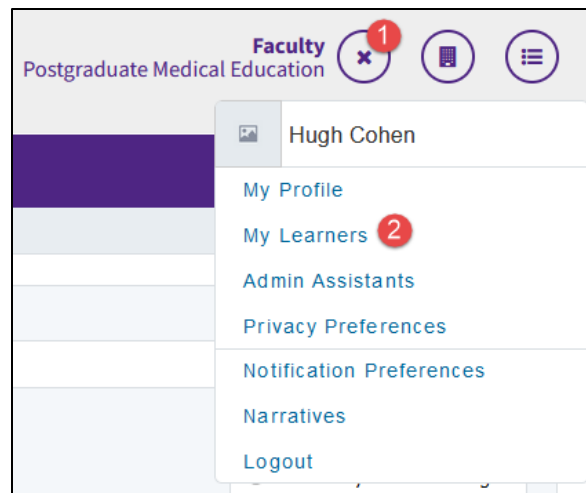 Faculty
Postgraduate Medical Education
1
Hugh Cohen
My Profile
My Learners 2
Admin Assistants
Privacy Preferences
Notification Preferences
Narratives
Logout